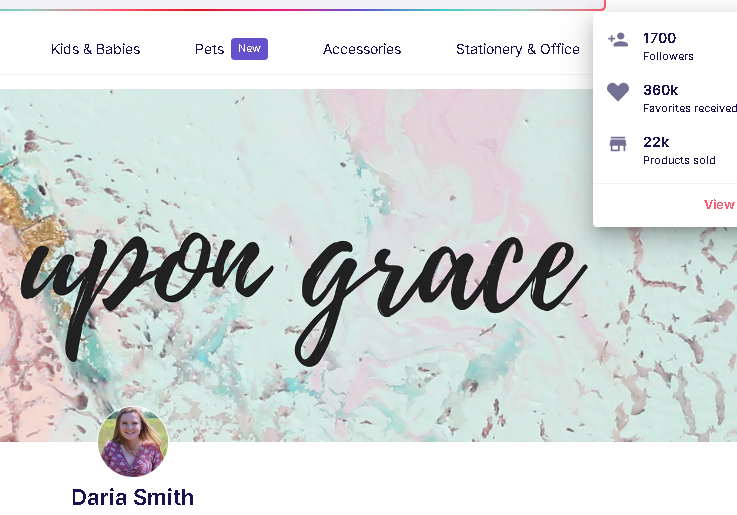 Kids & Babies
Pets
New
Accessories
Stationery & Office
1700
Followers
360k
Favorites received
22k
Products sold
View
upon grace
Daria Smith